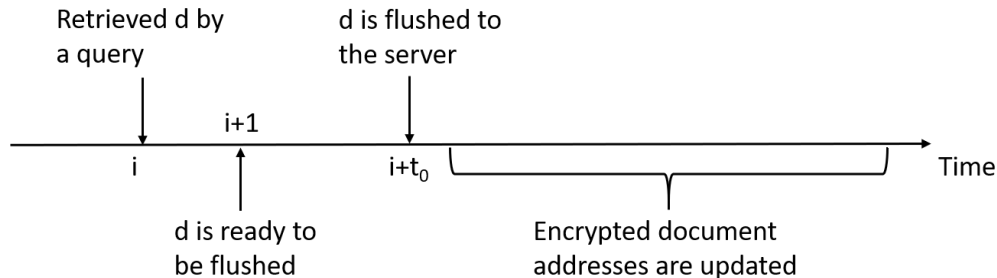 Retrieved d by
a query
d is flushed to
the server
i+1
i
i+t₀
Time
d is ready to
be flushed
Encrypted document
addresses are updated